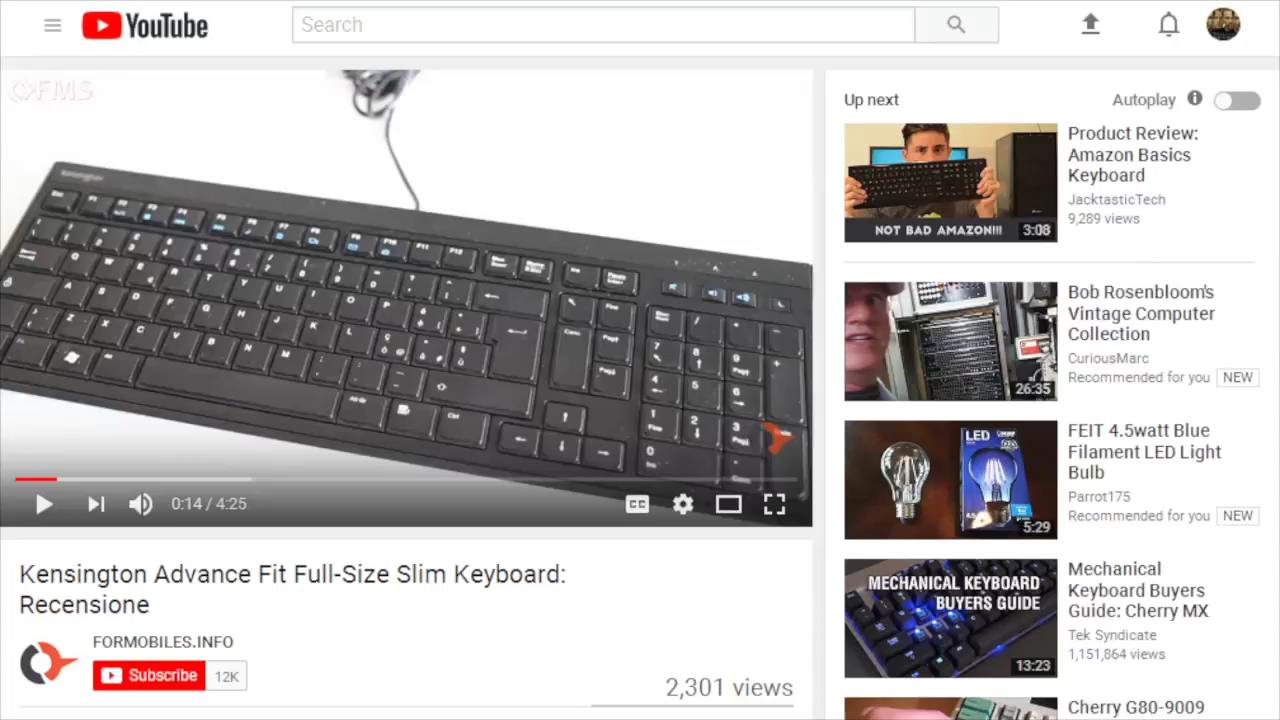 YouTube
Search
FMS
Kensington
0:14 / 4:25
CC
Kensington Advance Fit Full-Size Slim Keyboard:
Recensione
FORMOBILES.INFO
Subscribe 12K
2,301 views
Up next
Autoplay
NOT BAD AMAZON!!! 3:08
Product Review:
Amazon Basics
Keyboard
JacktasticTech
9,289 views
26:35
Bob Rosenbloom's
Vintage Computer
Collection
CuriousMarc
Recommended for you NEW
LED
5:29
FEIT 4.5watt Blue
Filament LED Light
Bulb
Parrot175
Recommended for you NEW
MECHANICAL KEYBOARD
BUYERS GUIDE
13:23
Mechanical
Keyboard Buyers
Guide: Cherry MX
Tek Syndicate
1,151,864 views
Cherry G80-9009